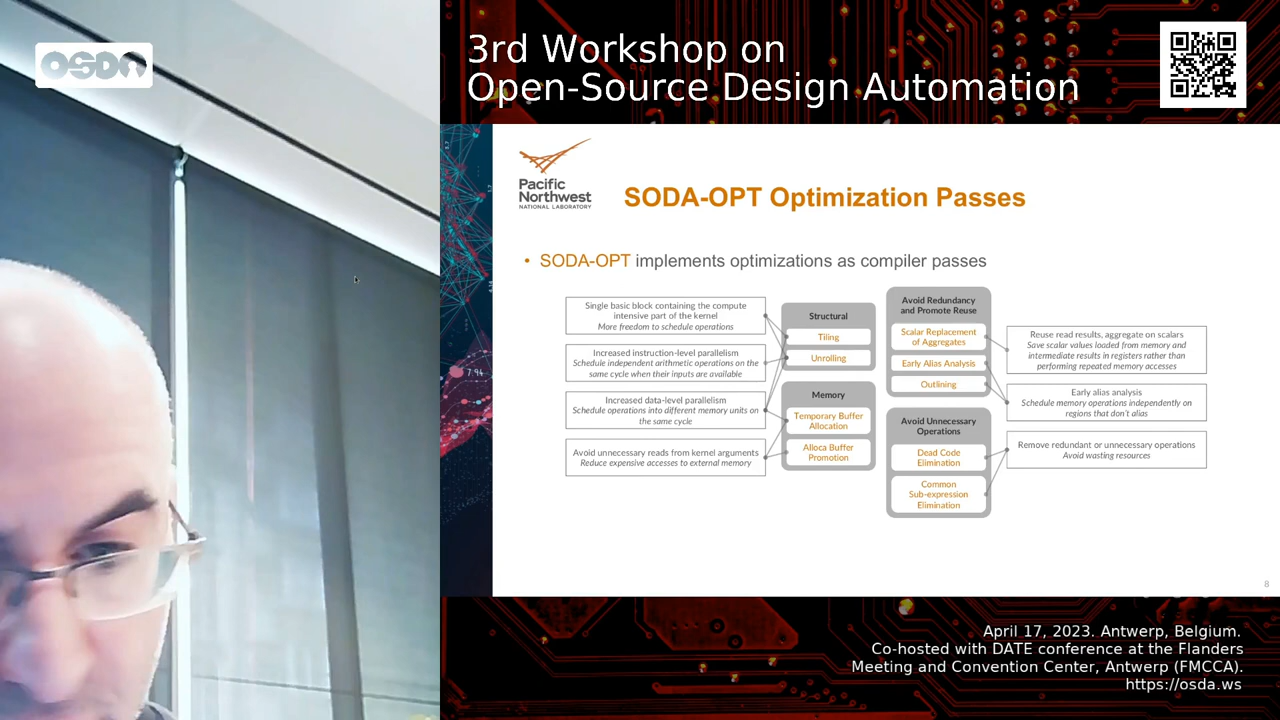 OSDA
3rd Workshop on
Open-Source Design Automation
Pacific
Northwest
NATIONAL LABORATORY
SODA-OPT Optimization Passes
• SODA-OPT implements optimizations as compiler passes
Single basic block containing the compute
intensive part of the kernel
More freedom to schedule operations
Increased instruction-level parallelism
Schedule independent arithmetic operations on the
same cycle when their inputs are available
Increased data-level parallelism
Schedule operations into different memory units on
the same cycle
Avoid unnecessary reads from kernel arguments
Reduce expensive accesses to external memory
Structural
Tiling
Unrolling
Memory
Temporary Buffer
Allocation
Alloca Buffer
Promotion
Avoid Redundancy
and Promote Reuse
Scalar Replacement
of Aggregates
Early Alias Analysis
Outlining
Avoid Unnecessary
Operations
Dead Code
Elimination
Common
Sub-expression
Elimination
Reuse read results, aggregate on scalars
Save scalar values loaded from memory and
intermediate results in registers rather than
performing repeated memory accesses
Early alias analysis
Schedule memory operations independently on
regions that don't alias
Remove redundant or unnecessary operations
Avoid wasting resources
7.94
8
April 17, 2023. Antwerp, Belgium.
Co-hosted with DATE conference at the Flanders
Meeting and Convention Center, Antwerp (FMCCA).
https://osda.ws